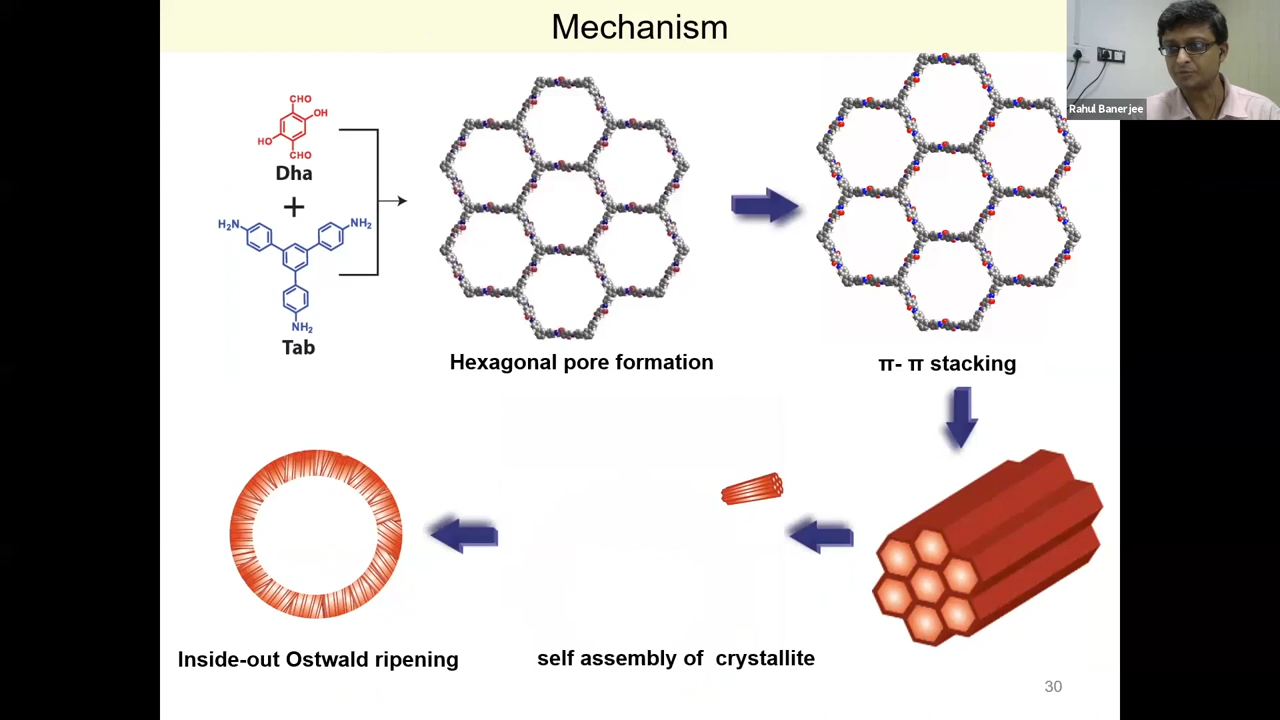 Mechanism
Rahul Banerjee
CHO
OH
HO
CHO
Dha
+
H₂N
NH₂
NH₂
Tab
Hexagonal pore formation
π- π stacking
Inside-out Ostwald ripening
self assembly of crystallite
30